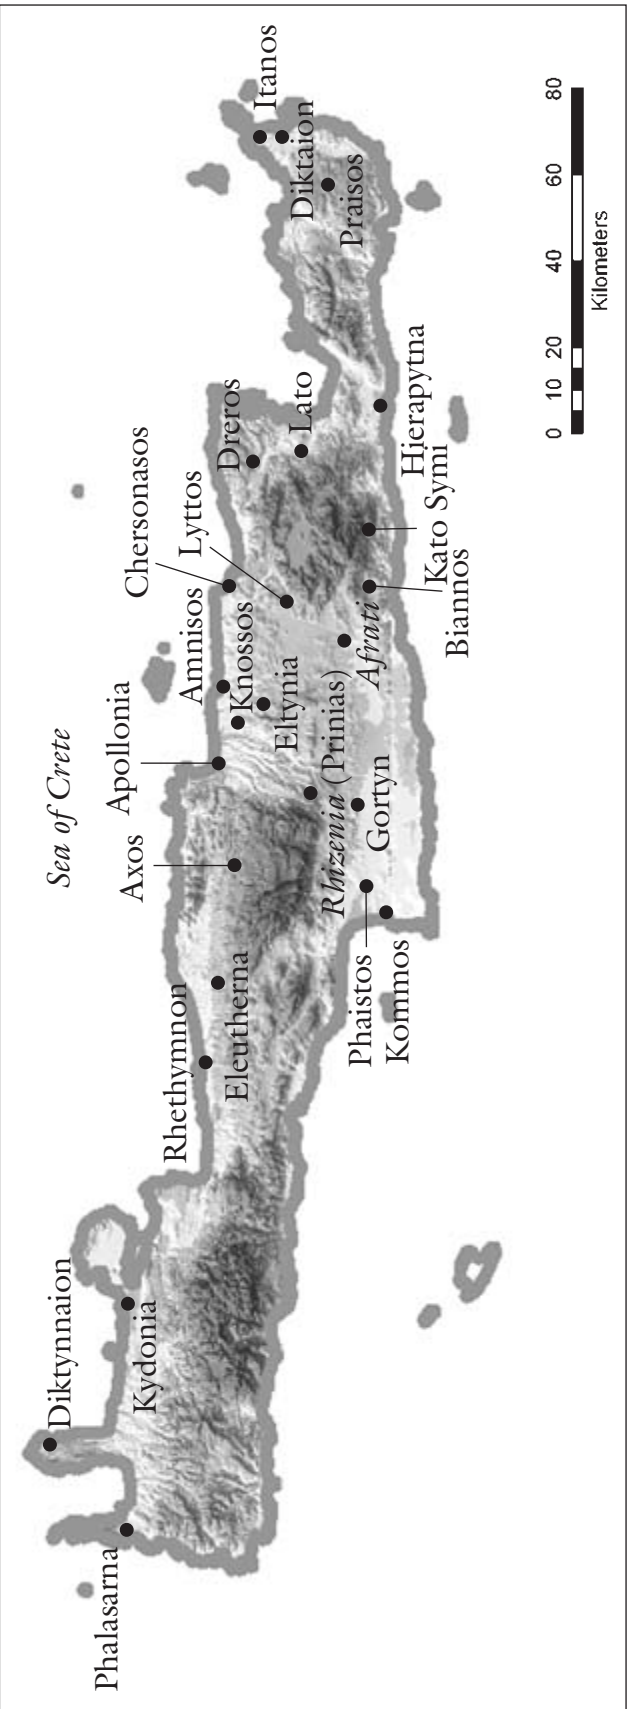 Sea of Crete
Phalasarna
Diktynnaion
Kydonia
Rhethymnon
Eleutherna
Axos
Apollonia
Amnisos
Knossos
Eltynia
Chersonasos
Lyttos
Dreros
Lato
Itanos
Diktaion
Praisos
Hierapytna
Kato Symi
Biannos
Afrati
Rhizenia (Prinias)
Gortyn
Phaistos
Kommos
0 10 20 40 60 80
Kilometers